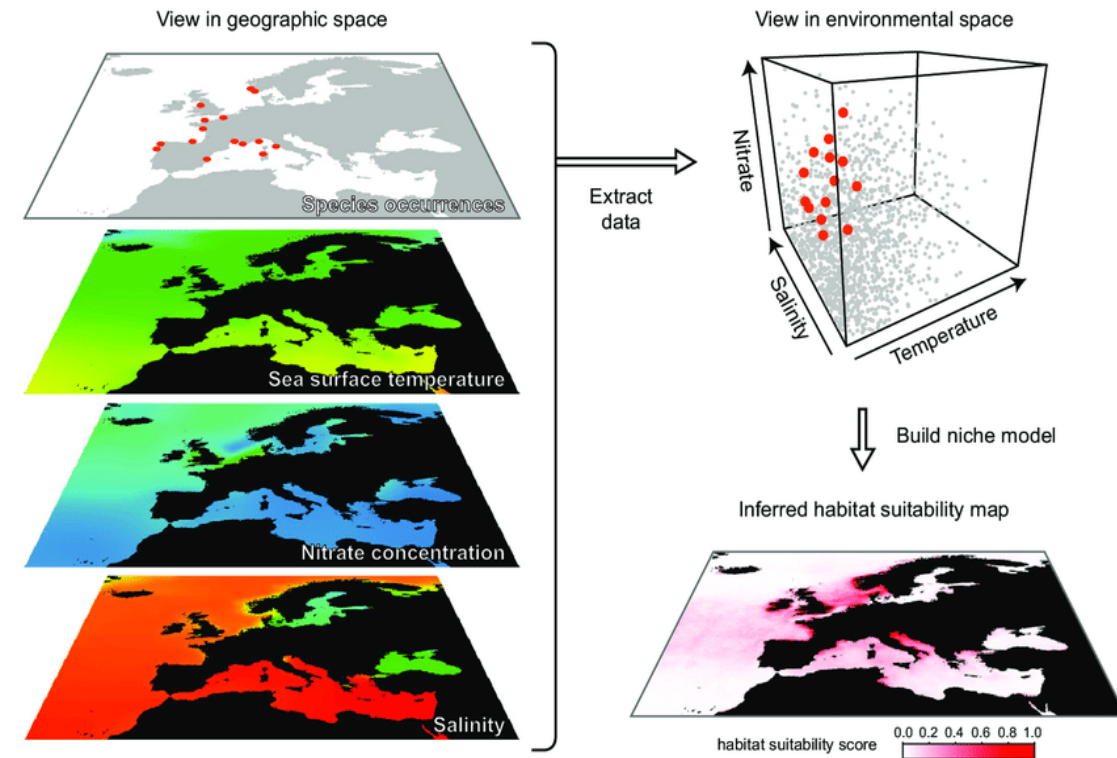 View in geographic space
Species occurrences
Sea surface temperature
Nitrate concentration
Salinity
Extract
data
View in environmental space
Nitrate
Salinity
Temperature
Build niche model
Inferred habitat suitability map
habitat suitability score
0.0 0.2 0.4 0.6 0.8 1.0